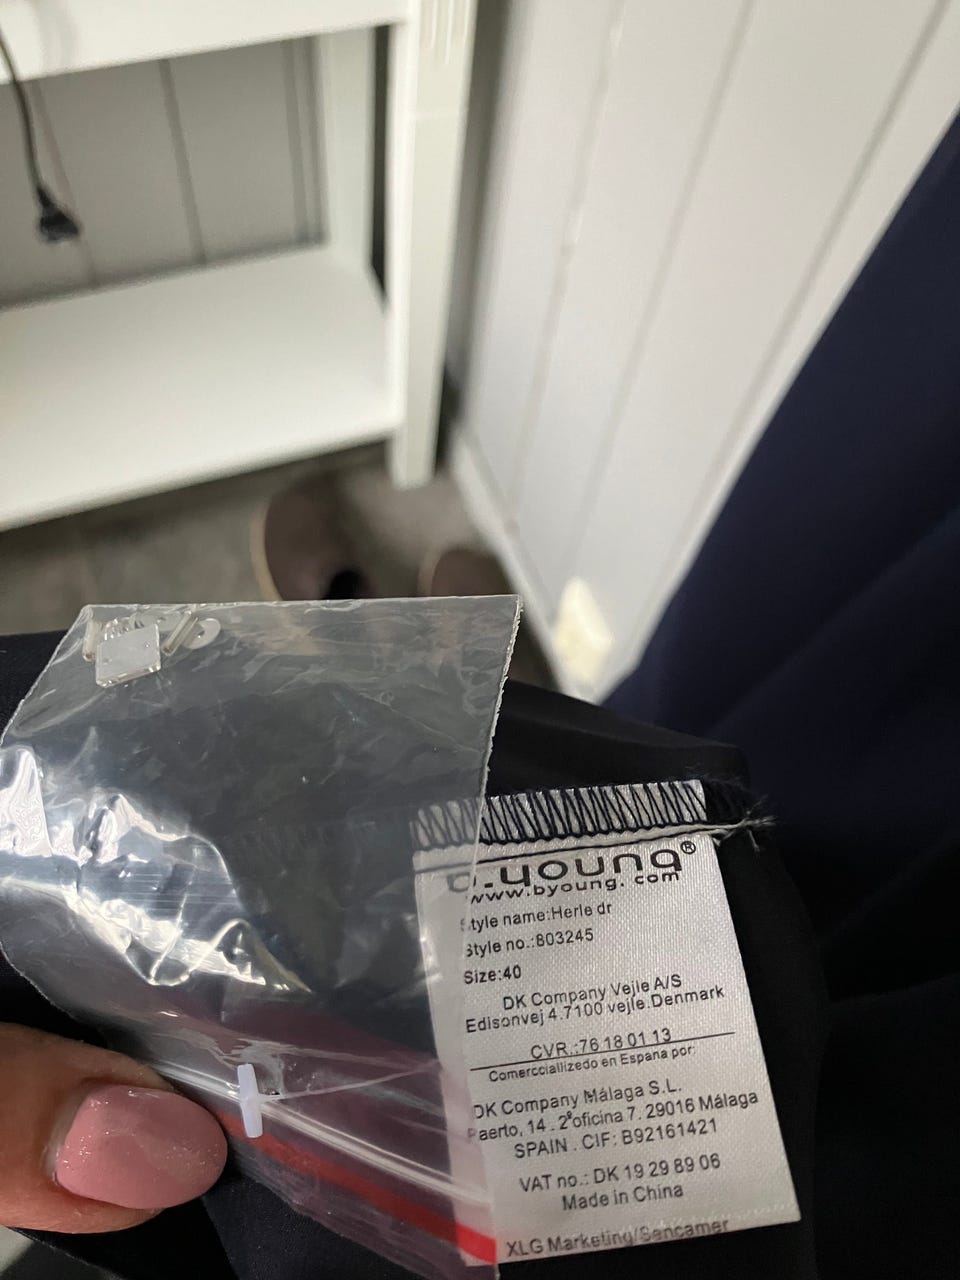 b.young®
www.byoung.com
Style name:Herle dr
Style no.:803245
Size:40
DK Company Vejle A/S
Edisonvej 4.7100 vejle.Denmark
CVR.:76 18 01 13
Comerccializedo en Espana por:
DK Company Málaga S.L.
Paerto, 14 . 2ºoficina 7. 29016 Málaga
SPAIN . CIF: B92161421
VAT no.: DK 19 29 89 06
Made in China
XLG Marketing/Sencamer